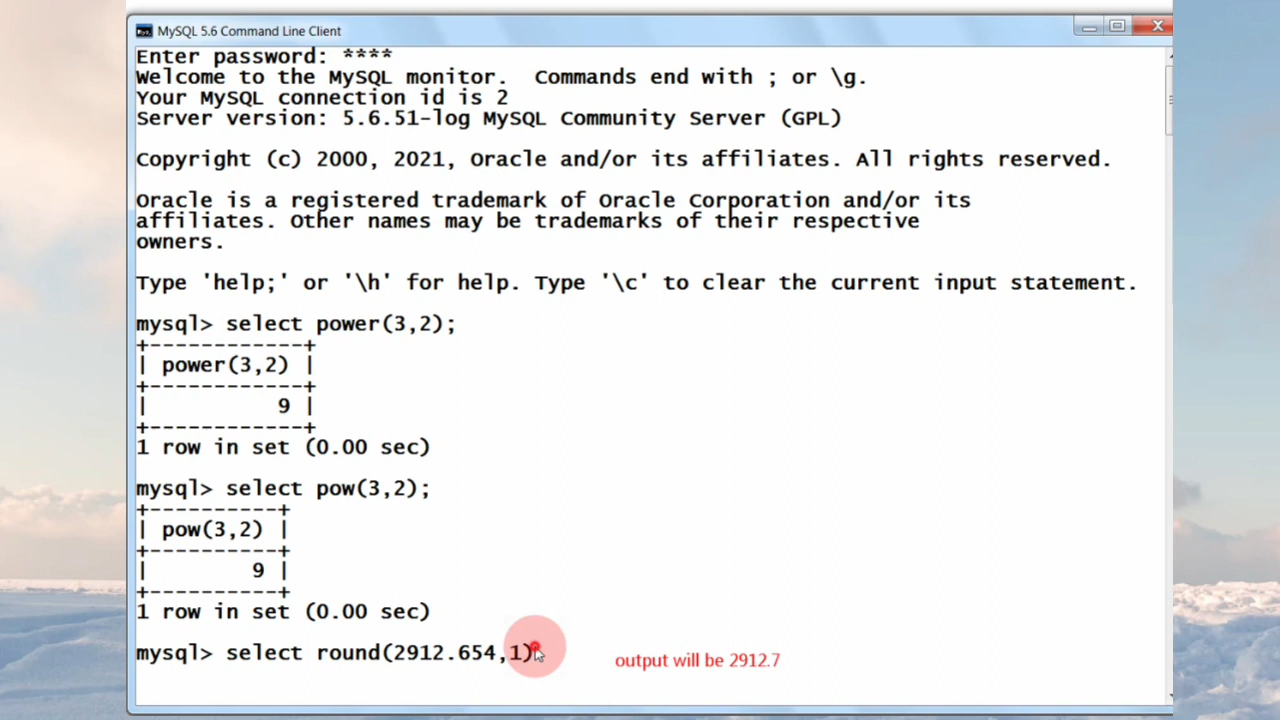 MySQL 5.6 Command Line Client
Enter password: ****
Welcome to the MySQL monitor.  Commands end with ; or \g.
Your MySQL connection id is 2
Server version: 5.6.51-log MySQL Community Server (GPL)
Copyright (c) 2000, 2021, Oracle and/or its affiliates. All rights reserved.
Oracle is a registered trademark of Oracle Corporation and/or its
affiliates. Other names may be trademarks of their respective
owners.
Type 'help;' or '\h' for help. Type '\c' to clear the current input statement.
mysql> select power(3,2);
+------------+
| power(3,2) |
+------------+
|          9 |
+------------+
1 row in set (0.00 sec)
mysql> select pow(3,2);
+----------+
| pow(3,2) |
+----------+
|        9 |
+----------+
1 row in set (0.00 sec)
mysql> select round(2912.654,1)
output will be 2912.7